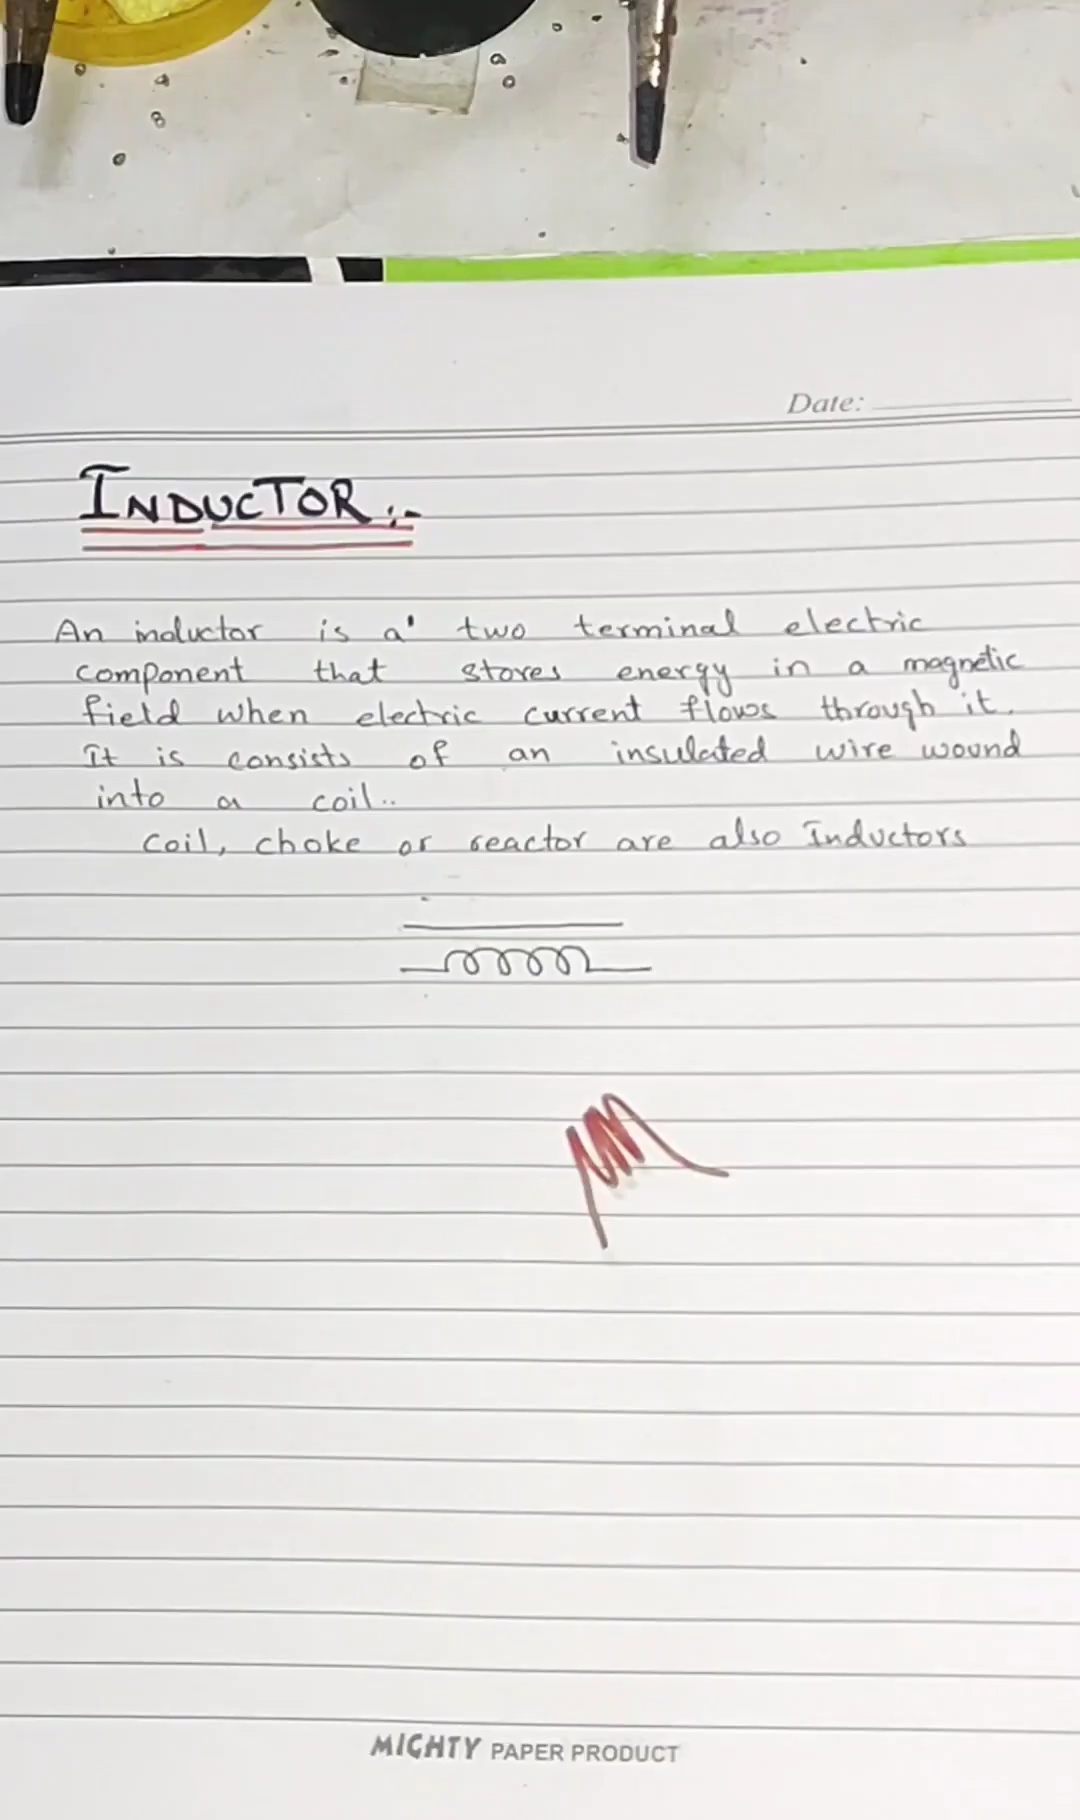 Date:
INDUCTOR:-
An inductor is a' two terminal electric
component that stores energy in a magnetic
field when electric current flows through it.
It is consists of an insulated wire wound
into a coil..
coil, choke or reactor are also Inductors
MIGHTY PAPER PRODUCT